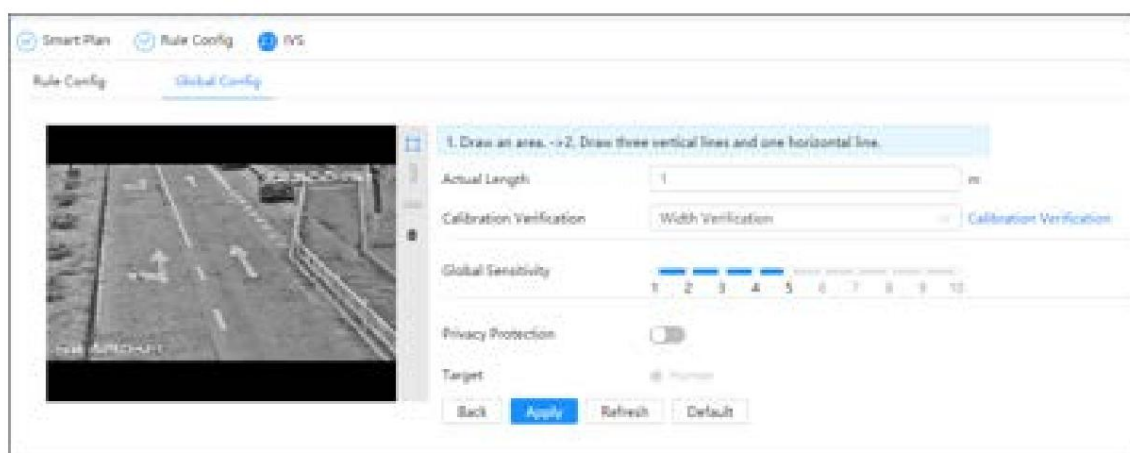 Smart Plan Rule Config IVS
Rule Config Global Config
1. Draw an area. ->2. Draw three vertical lines and one horizontal line.
Actual Length 1 m
Calibration Verification Width Verification Calibration Verification
Global Sensitivity
1 2 3 4 5 6 7 8 9 10
Privacy Protection
Target Human
Back Apply Refresh Default